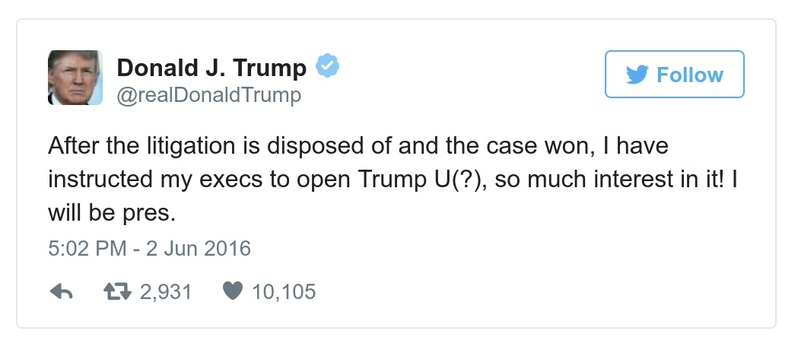 Donald J. Trump
@realDonaldTrump
Follow
After the litigation is disposed of and the case won, I have
instructed my execs to open Trump U(?), so much interest in it! I
will be pres.
5:02 PM - 2 Jun 2016
2,931 10,105